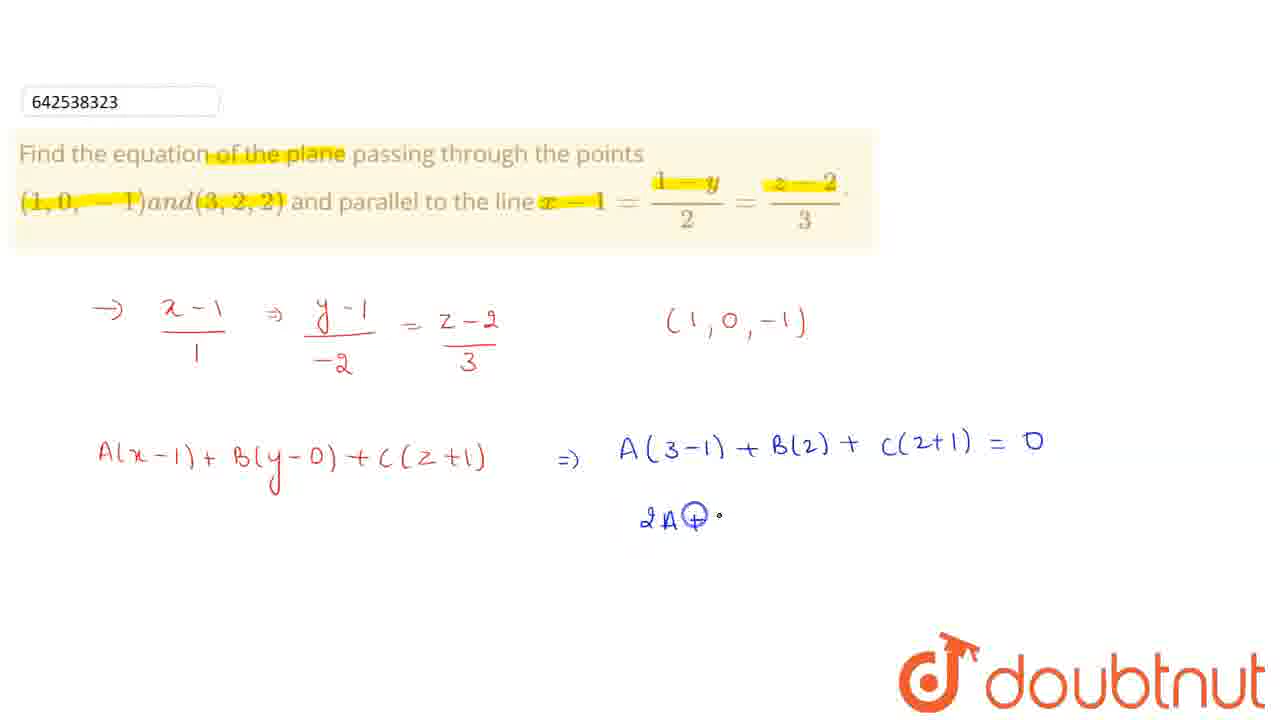 642538323
Find the equation of the plane passing through the points
(1, 0, −1)and(3, 2, 2) and parallel to the line x − 1 = (1 − y)/2 = (z − 2)/3.
→ (x − 1)/1 ⇒ (y − 1)/−2 = (z − 2)/3 (1, 0, −1)
A(x − 1) + B(y − 0) + C(z + 1) ⇒ A(3 − 1) + B(2) + C(2+1) = 0
2A +
doubtnut